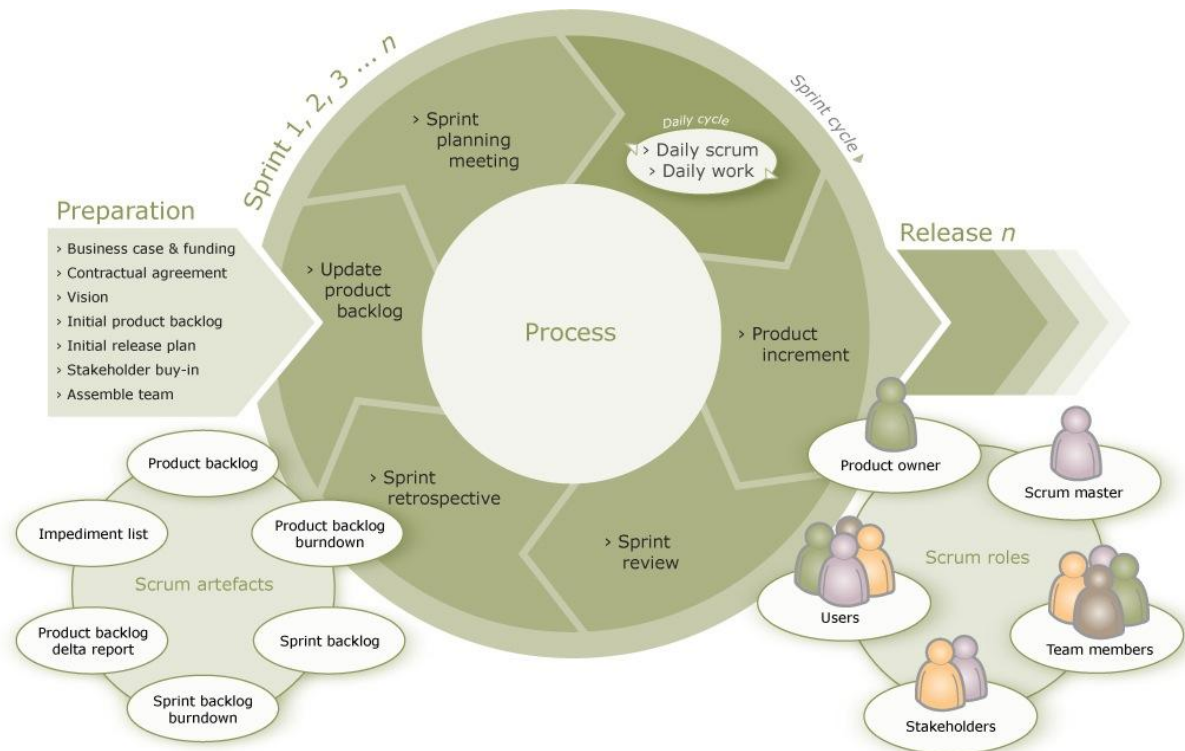 Sprint 1, 2, 3 ... n
Sprint cycle
Preparation
› Business case & funding
› Contractual agreement
› Vision
› Initial product backlog
› Initial release plan
› Stakeholder buy-in
› Assemble team
› Sprint
planning
meeting
Daily cycle
› Daily scrum
› Daily work
› Update
product
backlog
Process
› Product
increment
› Sprint
retrospective
› Sprint
review
Release n
Product backlog
Impediment list
Product backlog
burndown
Scrum artefacts
Product backlog
delta report
Sprint backlog
Sprint backlog
burndown
Product owner
Scrum master
Scrum roles
Users
Team members
Stakeholders